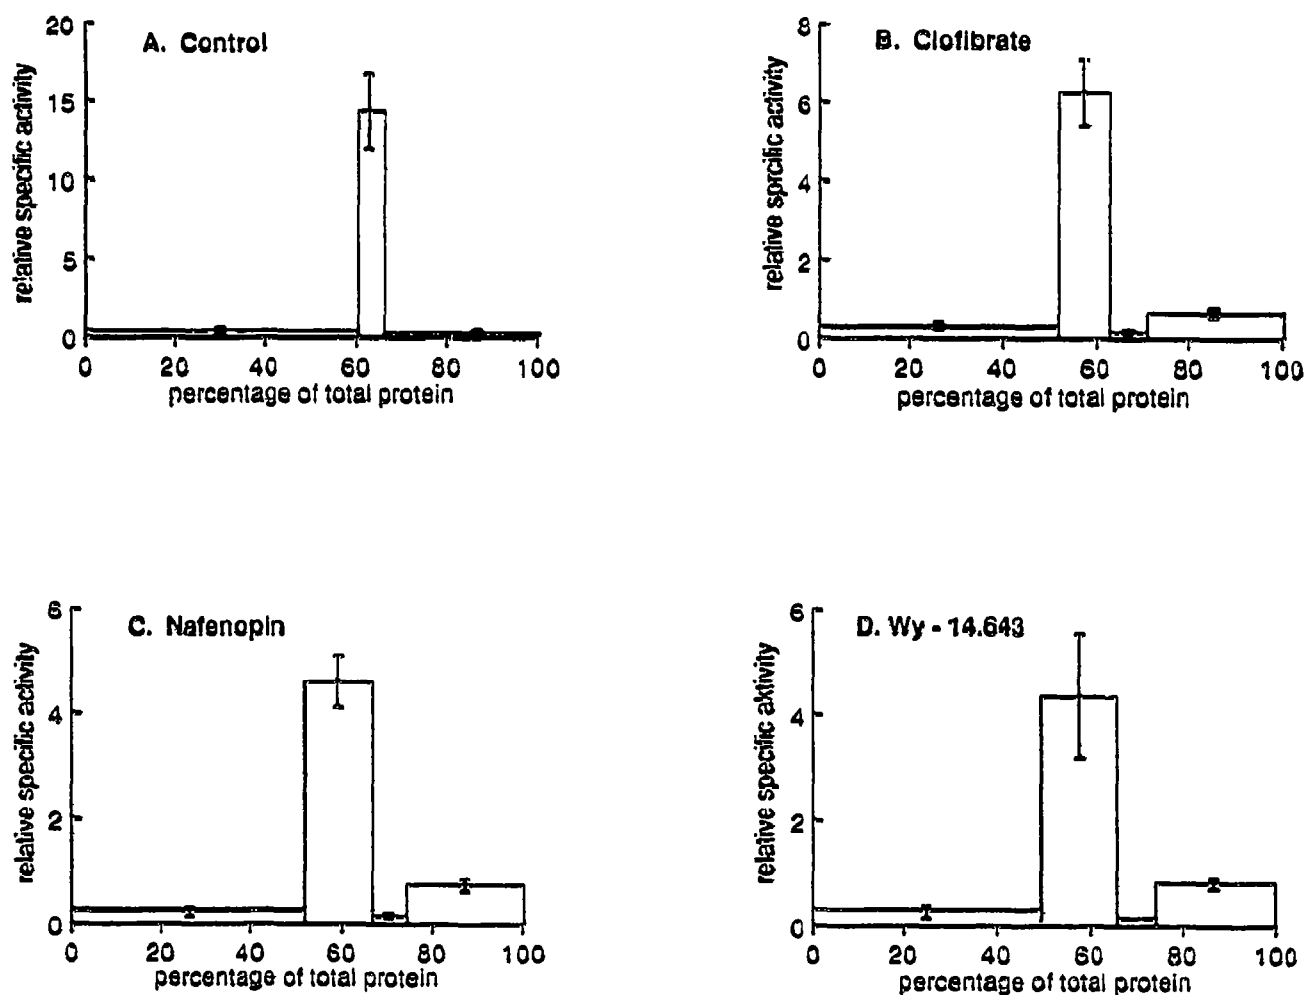 A. Control
relative specific activity
20
15
10
5
0
0 20 40 60 80 100
percentage of total protein
B. Clofibrate
relative sprcific activity
8
6
4
2
0
0 20 40 60 80 100
percentage of total protein
C. Nafenopin
relative specific activity
6
4
2
0
0 20 40 60 80 100
percentage of total protein
D. Wy - 14.643
relative specific aktivity
6
4
2
0
0 20 40 60 80 100
percentage of total protein